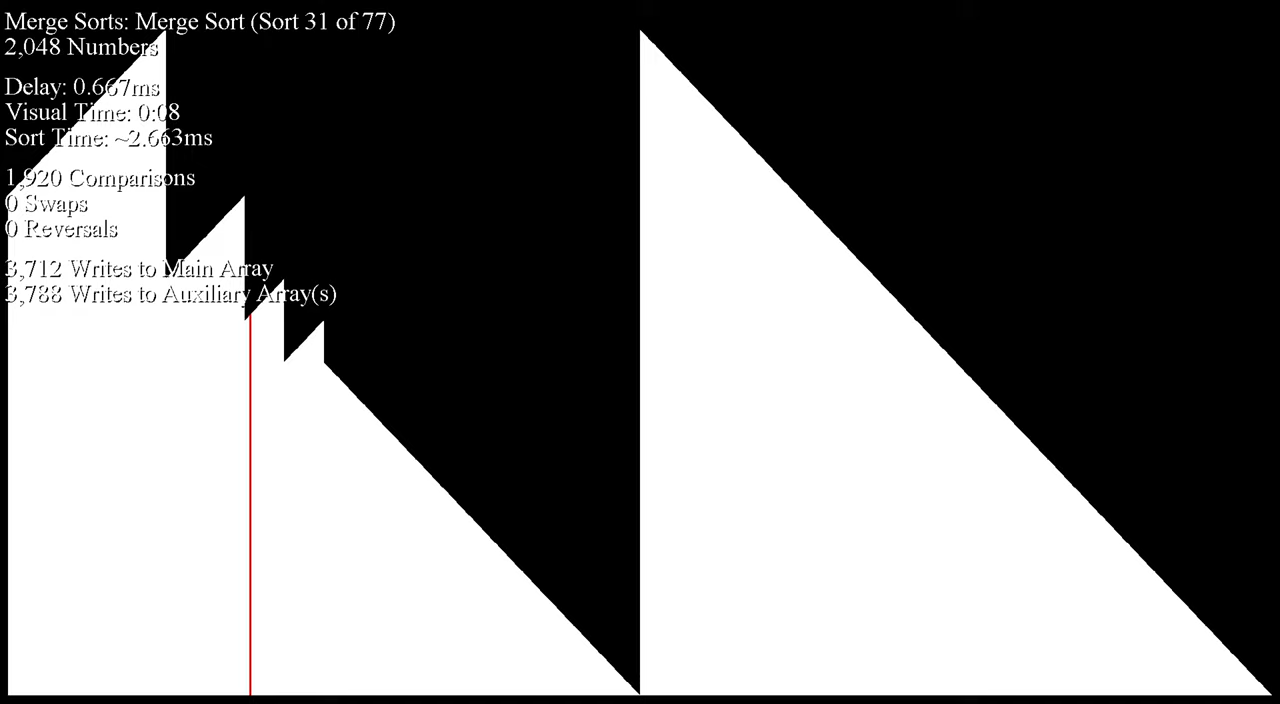 Merge Sorts: Merge Sort (Sort 31 of 77)
2,048 Numbers
Delay: 0.667ms
Visual Time: 0:08
Sort Time: ~2.663ms
1,920 Comparisons
0 Swaps
0 Reversals
3,712 Writes to Main Array
3,788 Writes to Auxiliary Array(s)